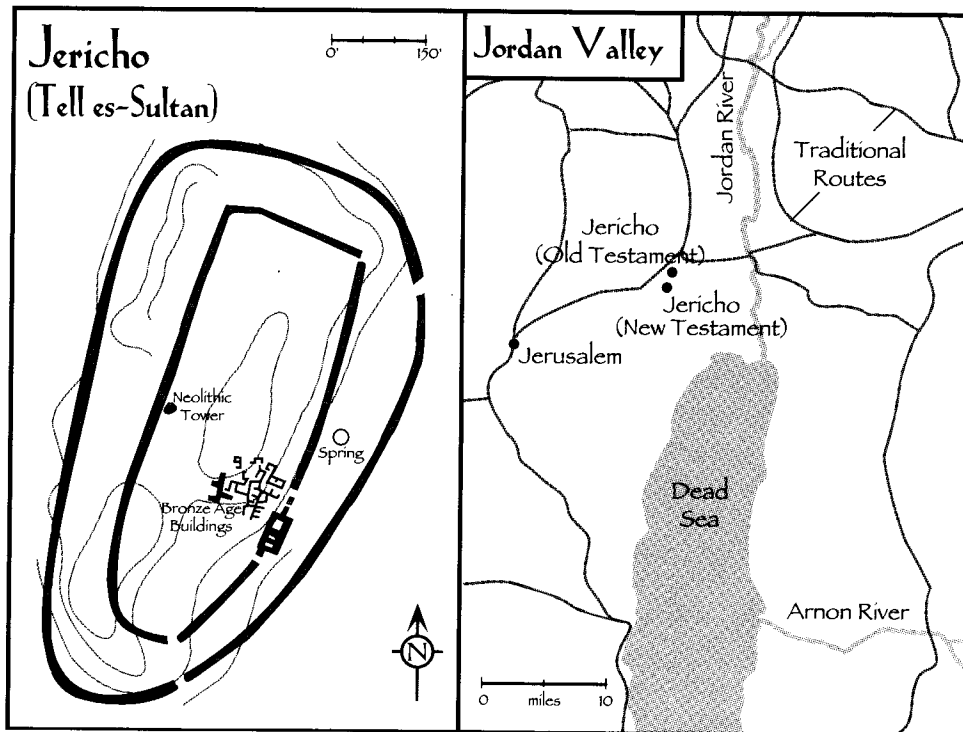 Jericho
(Tell es-Sultan)
0' 150'
Neolithic
Tower
Spring
Bronze Age
Buildings
N
Jordan Valley
Jordan River
Traditional
Routes
Jericho
(Old Testament)
Jericho
(New Testament)
Jerusalem
Dead
Sea
Arnon River
0 miles 10